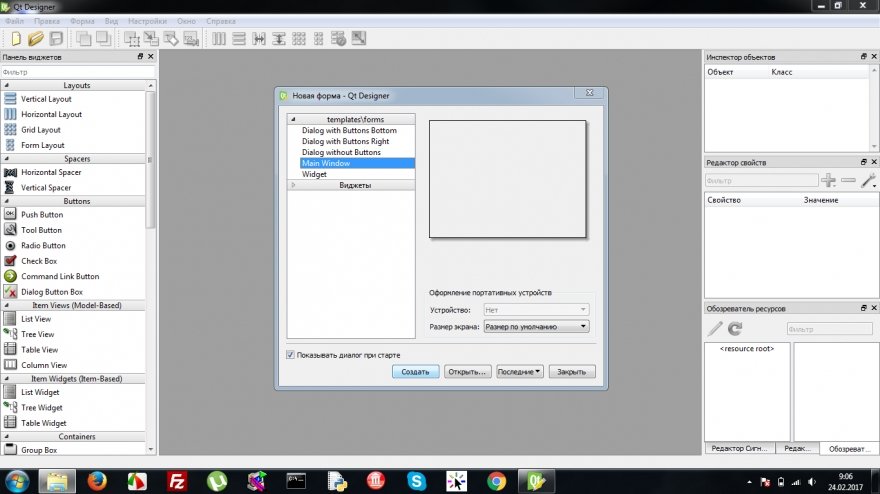 Qt Designer
Файл Правка Форма Вид Настройки Окно Справка
Панель виджетов
Фильтр
Layouts
Vertical Layout
Horizontal Layout
Grid Layout
Form Layout
Spacers
Horizontal Spacer
Vertical Spacer
Buttons
OK
Push Button
Tool Button
Radio Button
Check Box
Command Link Button
Dialog Button Box
Item Views (Model-Based)
List View
Tree View
Table View
Column View
Item Widgets (Item-Based)
List Widget
Tree Widget
Table Widget
Containers
Group Box
Новая форма - Qt Designer
templates\forms
Dialog with Buttons Bottom
Dialog with Buttons Right
Dialog without Buttons
Main Window
Widget
Виджеты
Оформление портативных устройств
Устройство: Нет
Размер экрана: Размер по умолчанию
Показывать диалог при старте
Создать Открыть... Последние Закрыть
Инспектор объектов
Объект Класс
Редактор свойств
Фильтр
Свойство Значение
Обозреватель ресурсов
Фильтр
<resource root>
Редактор Сигн... Редак... Обозреват...
9:06
24.02.2017